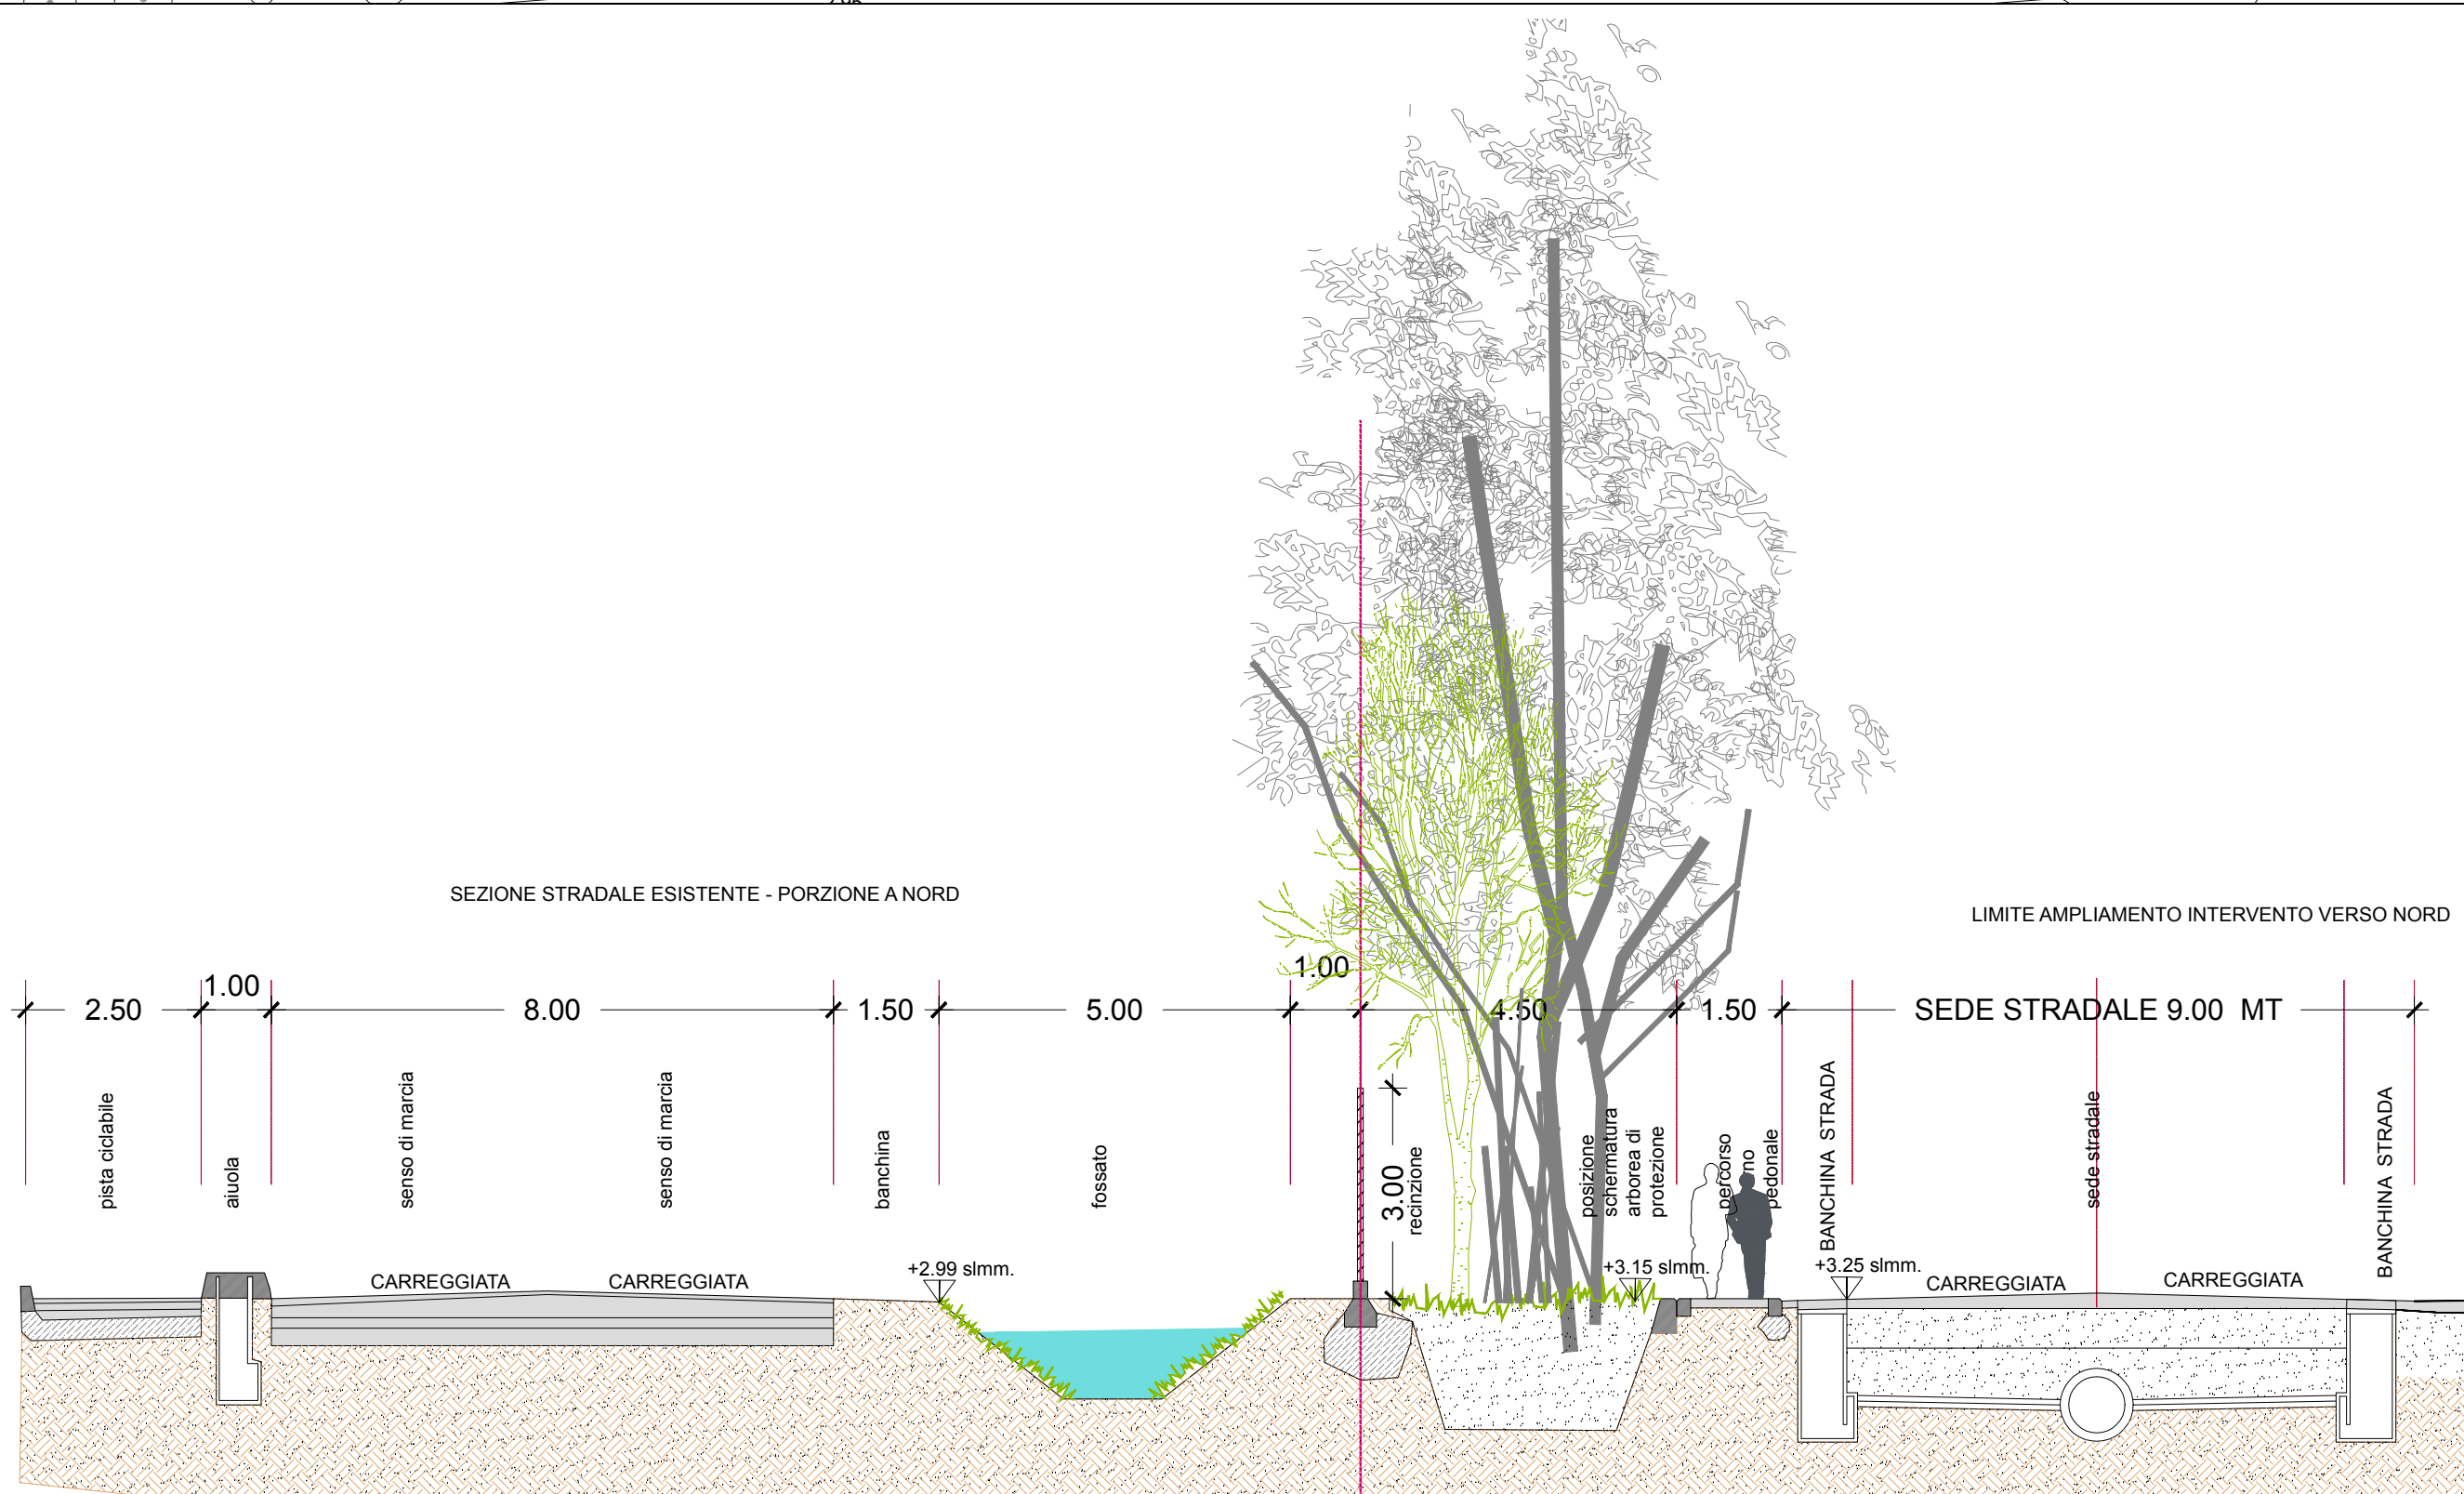 SEZIONE STRADALE ESISTENTE - PORZIONE A NORD
LIMITE AMPLIAMENTO INTERVENTO VERSO NORD
2.50
1.00
8.00
1.50
5.00
1.00
4.50
1.50
SEDE STRADALE 9.00 MT
pista ciclabile
aiuola
senso di marcia
senso di marcia
banchina
fossato
3.00
recinzione
posizione
schermatura
arborea di
protezione
percorso
pedonale
BANCHINA STRADA
sede stradale
BANCHINA STRADA
CARREGGIATA
CARREGGIATA
+2.99 slmm.
+3.15 slmm.
+3.25 slmm.
CARREGGIATA
CARREGGIATA